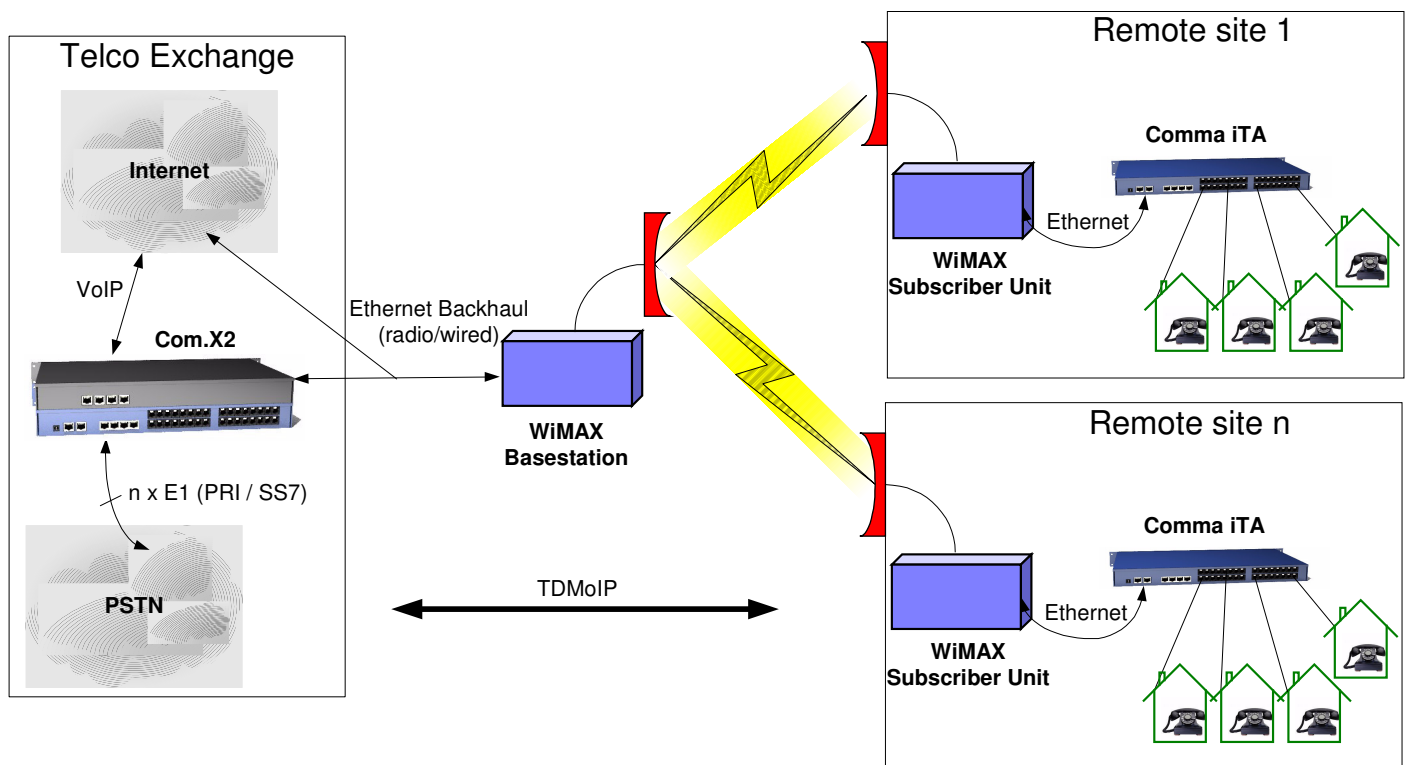 Telco Exchange
Internet
VoIP
Com.X2
n x E1 (PRI / SS7)
PSTN
Ethernet Backhaul
(radio/wired)
WiMAX
Basestation
TDMoIP
Remote site 1
Comma iTA
Ethernet
WiMAX
Subscriber Unit
Remote site n
Comma iTA
Ethernet
WiMAX
Subscriber Unit